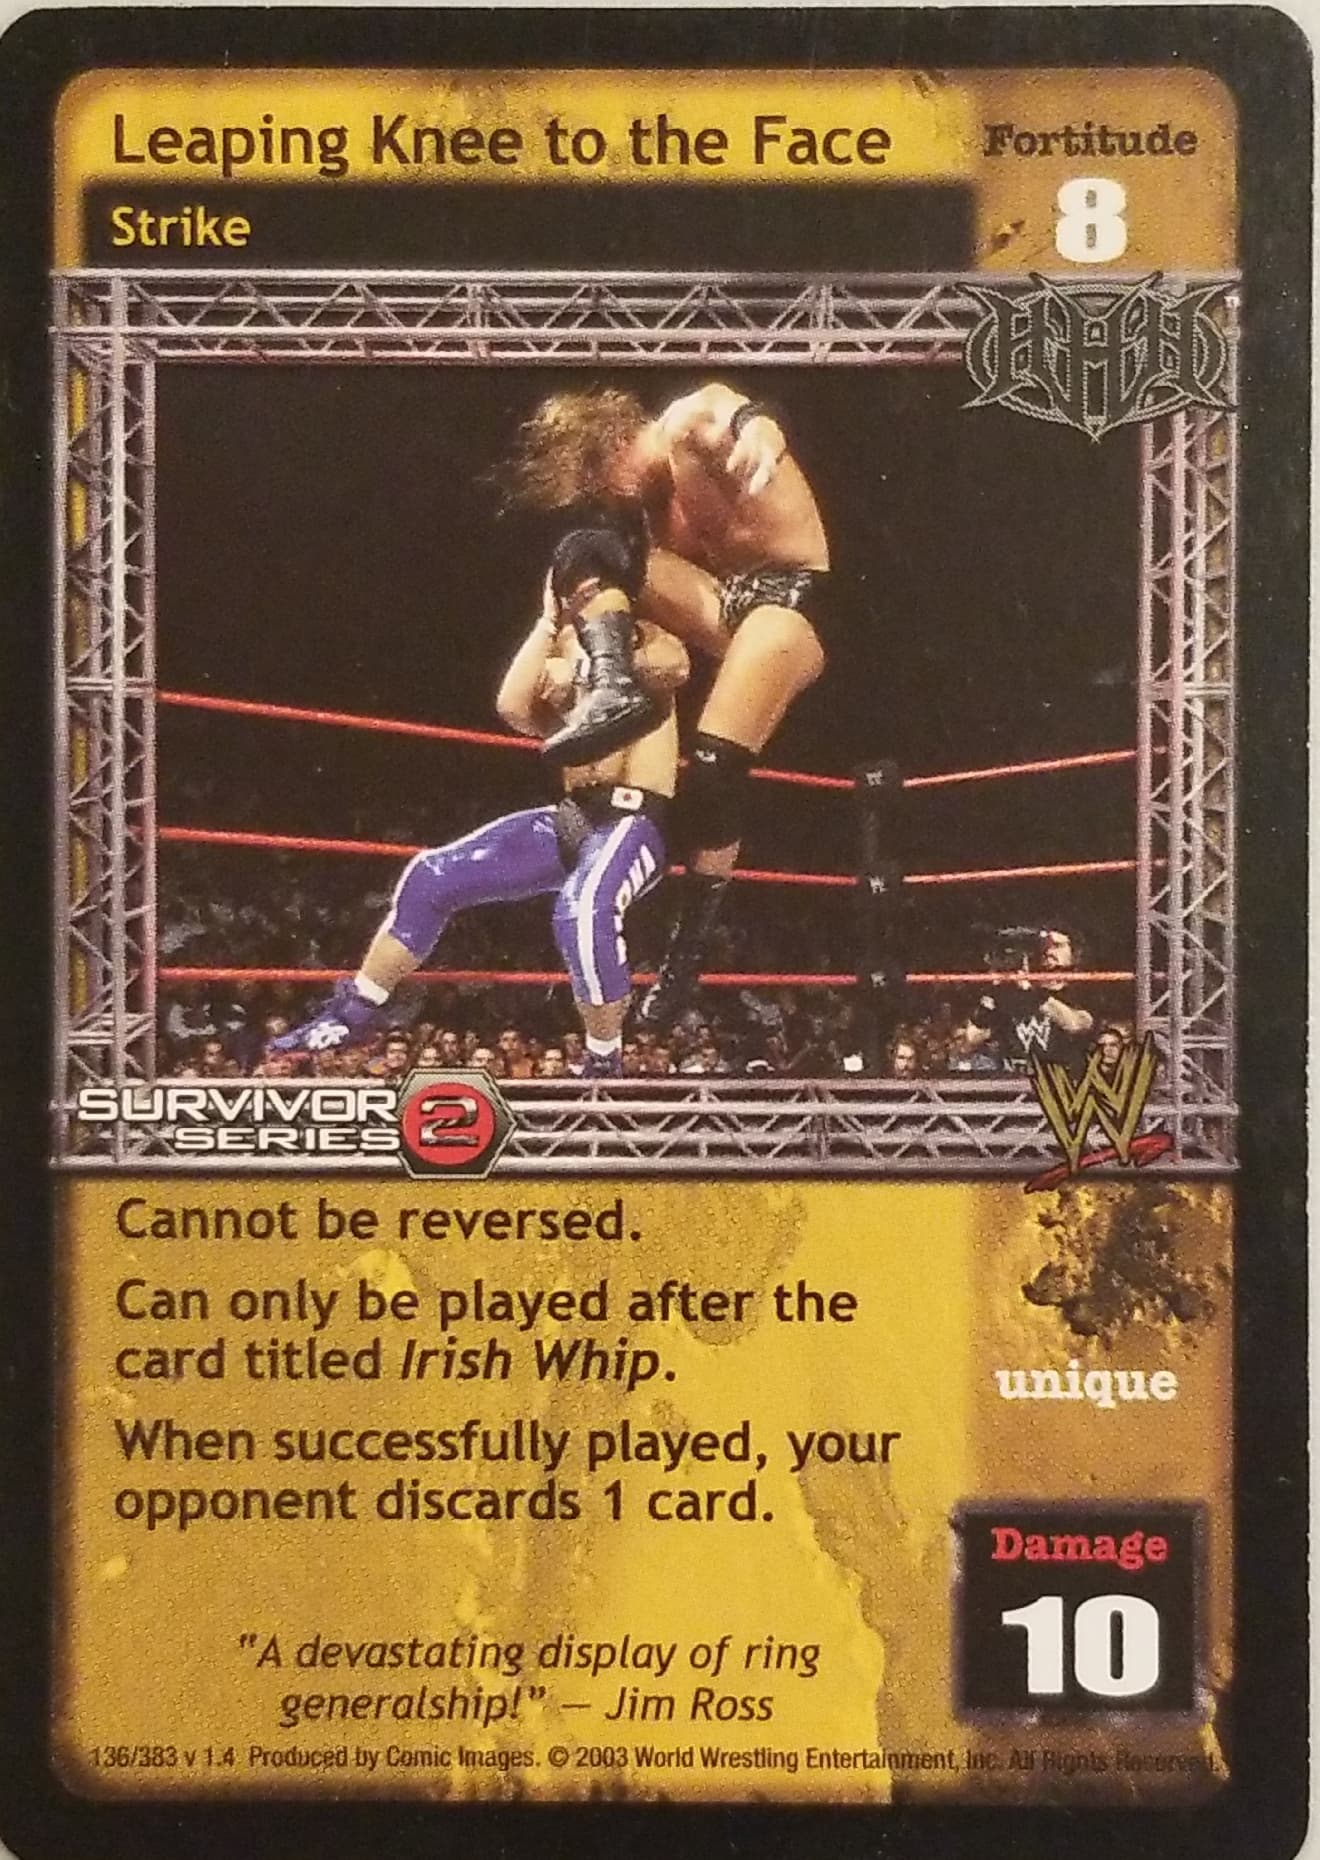 Leaping Knee to the Face
Fortitude
Strike
8
HHH
TM
SURVIVOR
SERIES
2
W
Cannot be reversed.
Can only be played after the
card titled Irish Whip.
unique
When successfully played, your
opponent discards 1 card.
Damage
10
"A devastating display of ring
generalship!" — Jim Ross
136/383 v 1.4 Produced by Comic Images. © 2003 World Wrestling Entertainment, Inc. All Rights Reserved.